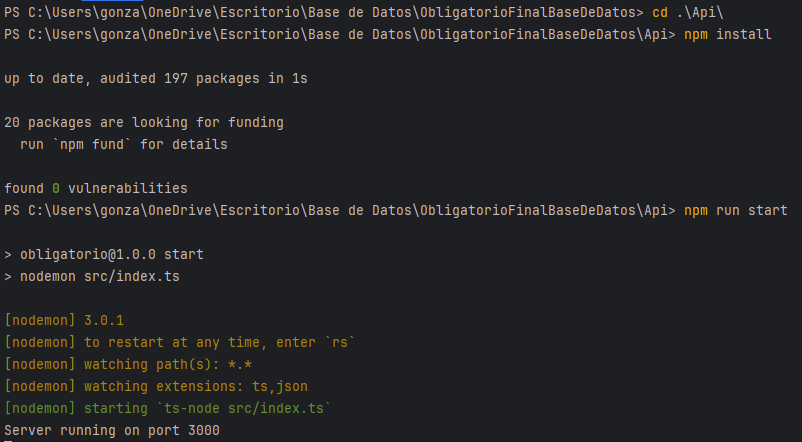 PS C:\Users\gonza\OneDrive\Escritorio\Base de Datos\ObligatorioFinalBaseDeDatos> cd .\Api\
PS C:\Users\gonza\OneDrive\Escritorio\Base de Datos\ObligatorioFinalBaseDeDatos\Api> npm install
up to date, audited 197 packages in 1s
20 packages are looking for funding
  run `npm fund` for details
found 0 vulnerabilities
PS C:\Users\gonza\OneDrive\Escritorio\Base de Datos\ObligatorioFinalBaseDeDatos\Api> npm run start
> obligatorio@1.0.0 start
> nodemon src/index.ts
[nodemon] 3.0.1
[nodemon] to restart at any time, enter `rs`
[nodemon] watching path(s): *.*
[nodemon] watching extensions: ts,json
[nodemon] starting `ts-node src/index.ts`
Server running on port 3000